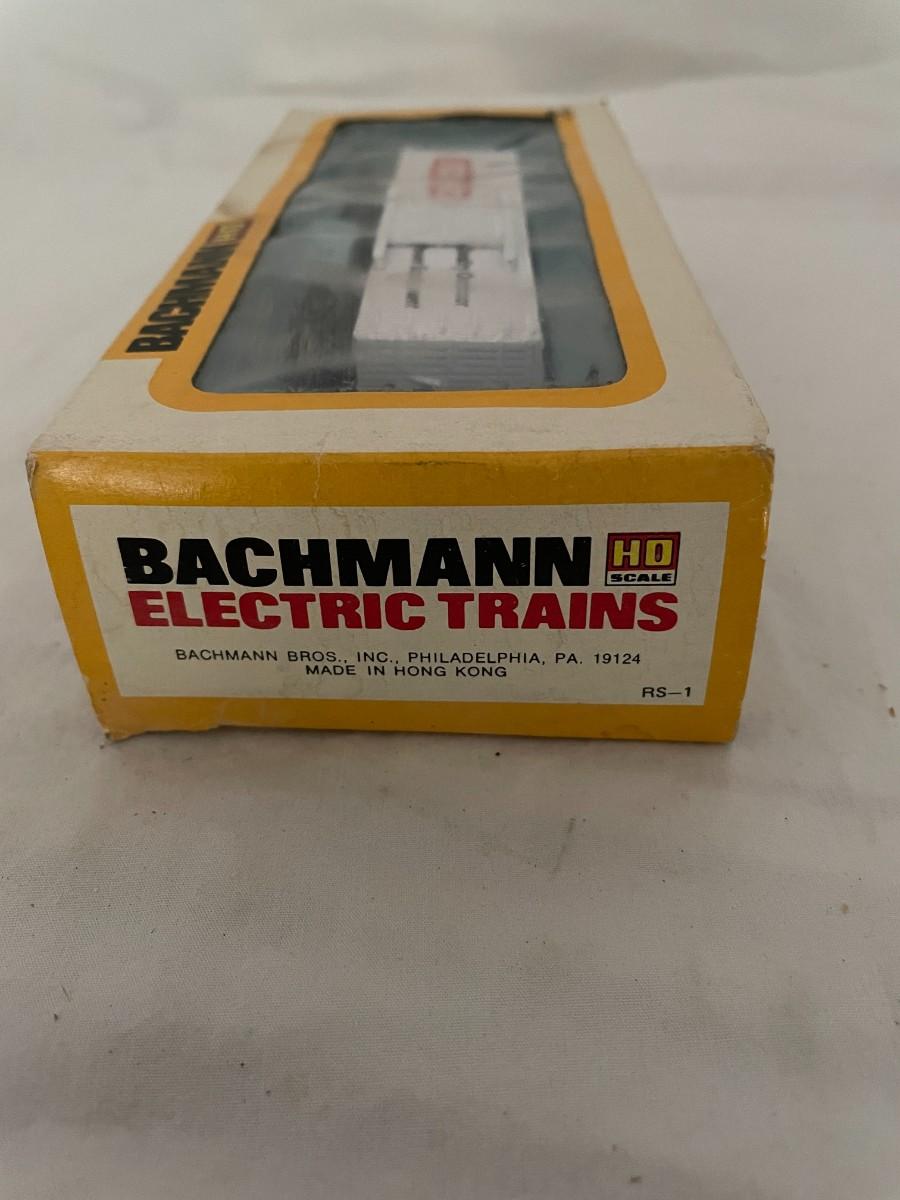 BACHMANN
BACHMANN HO
SCALE
ELECTRIC TRAINS
BACHMANN BROS., INC., PHILADELPHIA, PA. 19124
MADE IN HONG KONG
RS—1